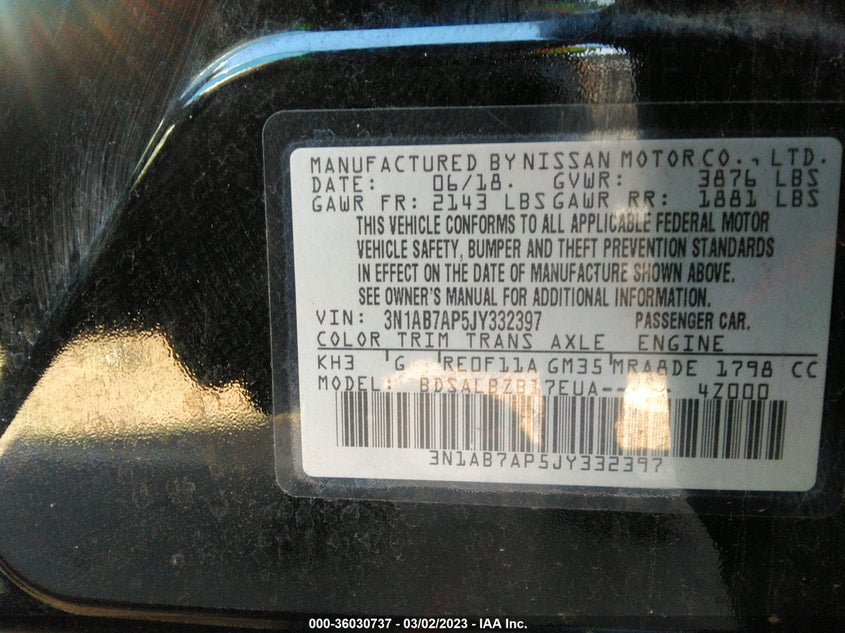 MANUFACTURED BY NISSAN MOTOR CO., LTD.
DATE: 06/18. GVWR: 3876 LBS
GAWR FR: 2143 LBS GAWR RR: 1881 LBS
THIS VEHICLE CONFORMS TO ALL APPLICABLE FEDERAL MOTOR
VEHICLE SAFETY, BUMPER AND THEFT PREVENTION STANDARDS
IN EFFECT ON THE DATE OF MANUFACTURE SHOWN ABOVE.
SEE OWNER'S MANUAL FOR ADDITIONAL INFORMATION.
VIN: 3N1AB7AP5JY332397 PASSENGER CAR.
COLOR TRIM TRANS AXLE ENGINE
KH3 G RE0F11A GM35 MRA8DE 1798 CC
MODEL: 4Z000
3N1AB7AP5JY332397
000-36030737 - 03/02/2023 - IAA Inc.